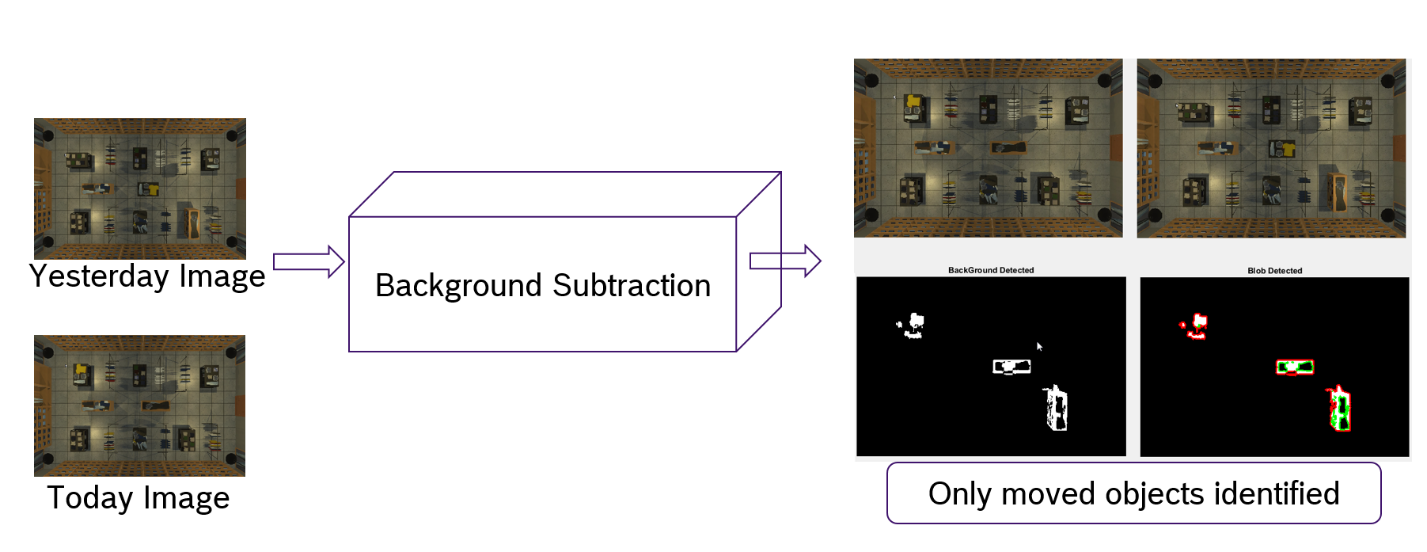 Yesterday Image
Background Subtraction
Today Image
BackGround Detected
Blob Detected
Only moved objects identified